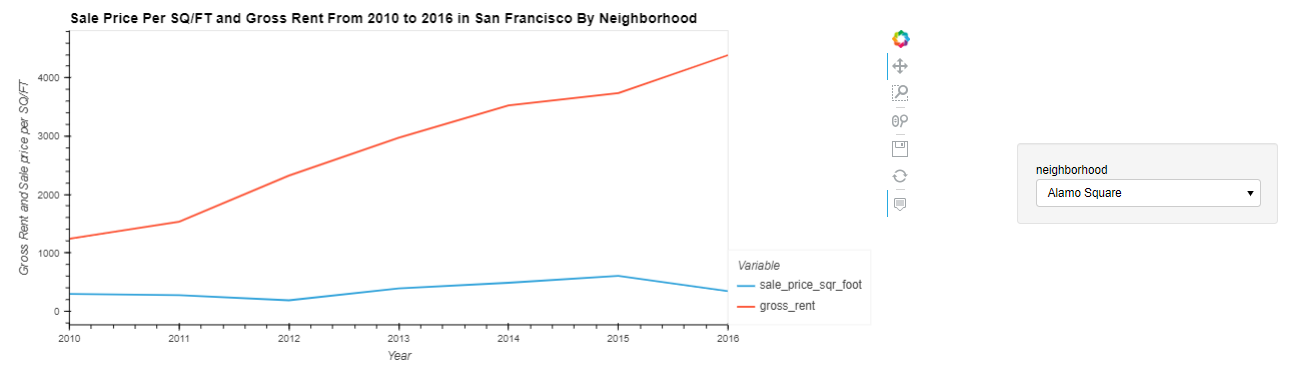 Sale Price Per SQ/FT and Gross Rent From 2010 to 2016 in San Francisco By Neighborhood
Gross Rent and Sale price per SQ/FT
4000
3000
2000
1000
0
2010 2011 2012 2013 2014 2015 2016
Year
Variable
sale_price_sqr_foot
gross_rent
neighborhood
Alamo Square